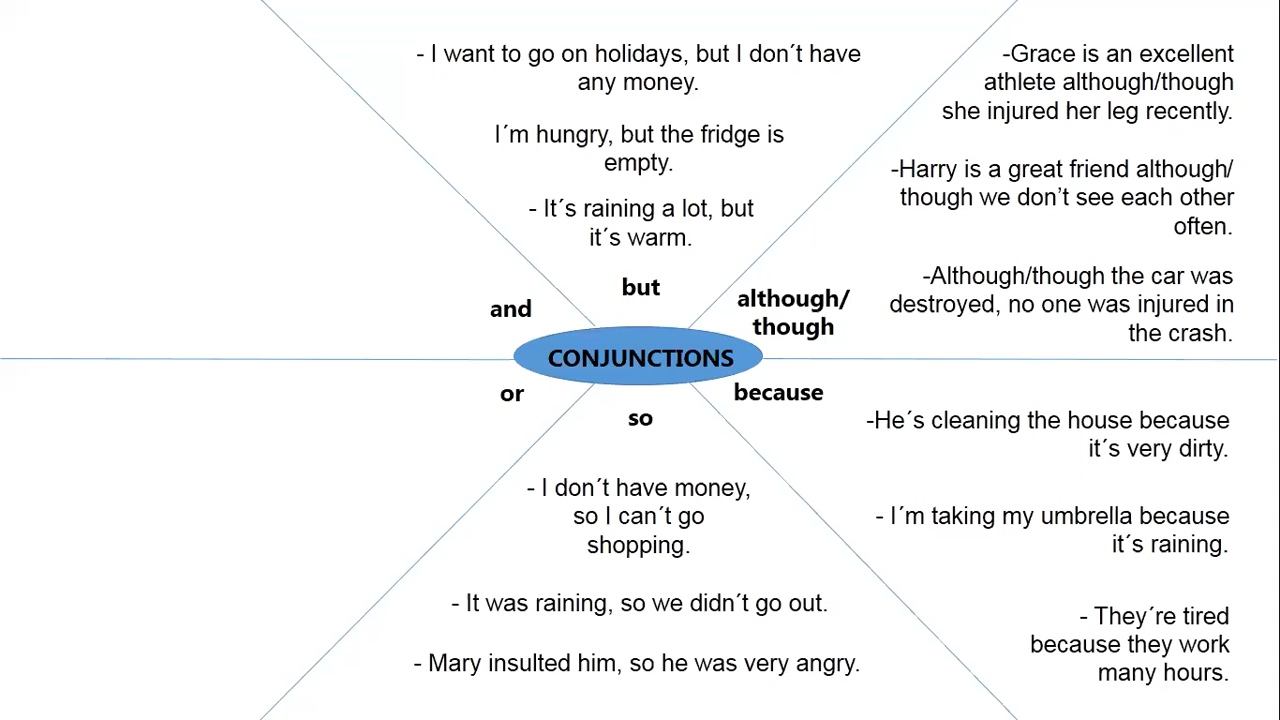 - I want to go on holidays, but I don´t have
any money.
I´m hungry, but the fridge is
empty.
- It´s raining a lot, but
it´s warm.
but
-Grace is an excellent
athlete although/though
she injured her leg recently.
-Harry is a great friend although/
though we don’t see each other
often.
-Although/though the car was
destroyed, no one was injured in
the crash.
although/
though
and
CONJUNCTIONS
or
so
because
-He´s cleaning the house because
it´s very dirty.
- I´m taking my umbrella because
it´s raining.
- They´re tired
because they work
many hours.
- I don´t have money,
so I can´t go
shopping.
- It was raining, so we didn´t go out.
- Mary insulted him, so he was very angry.